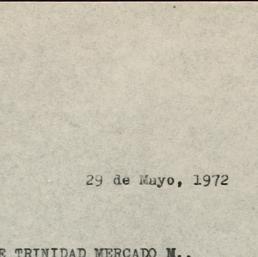 29 de Mayo, 1972
E TRINIDAD MERCADO M..